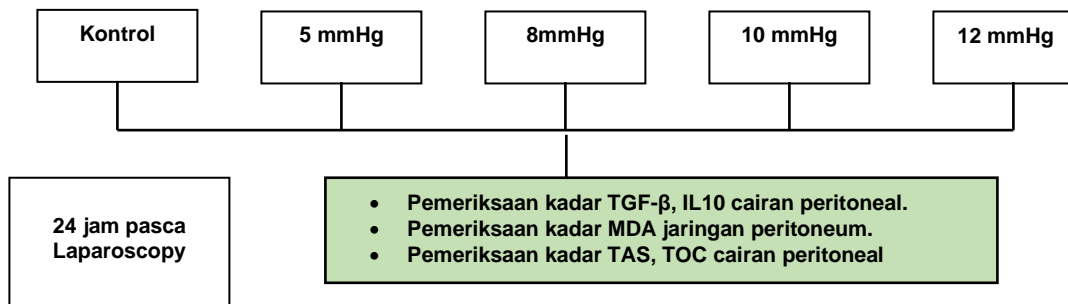 Kontrol
5 mmHg
8mmHg
10 mmHg
12 mmHg
24 jam pasca
Laparoscopy
• Pemeriksaan kadar TGF-β, IL10 cairan peritoneal.
• Pemeriksaan kadar MDA jaringan peritoneum.
• Pemeriksaan kadar TAS, TOC cairan peritoneal